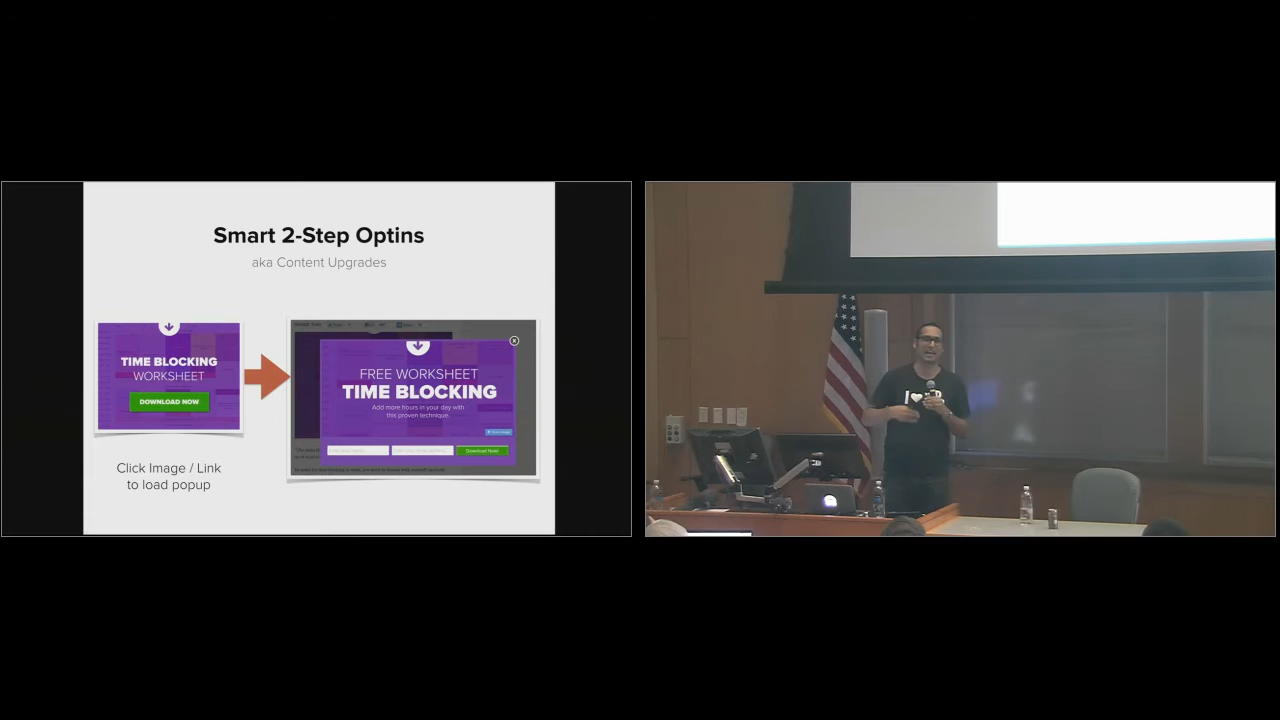 Smart 2-Step Optins
aka Content Upgrades
TIME BLOCKING
WORKSHEET
DOWNLOAD NOW
Click Image / Link
to load popup
FREE WORKSHEET
TIME BLOCKING
Add more hours in your day with
this proven technique.
Download Now!
I ♥ WP